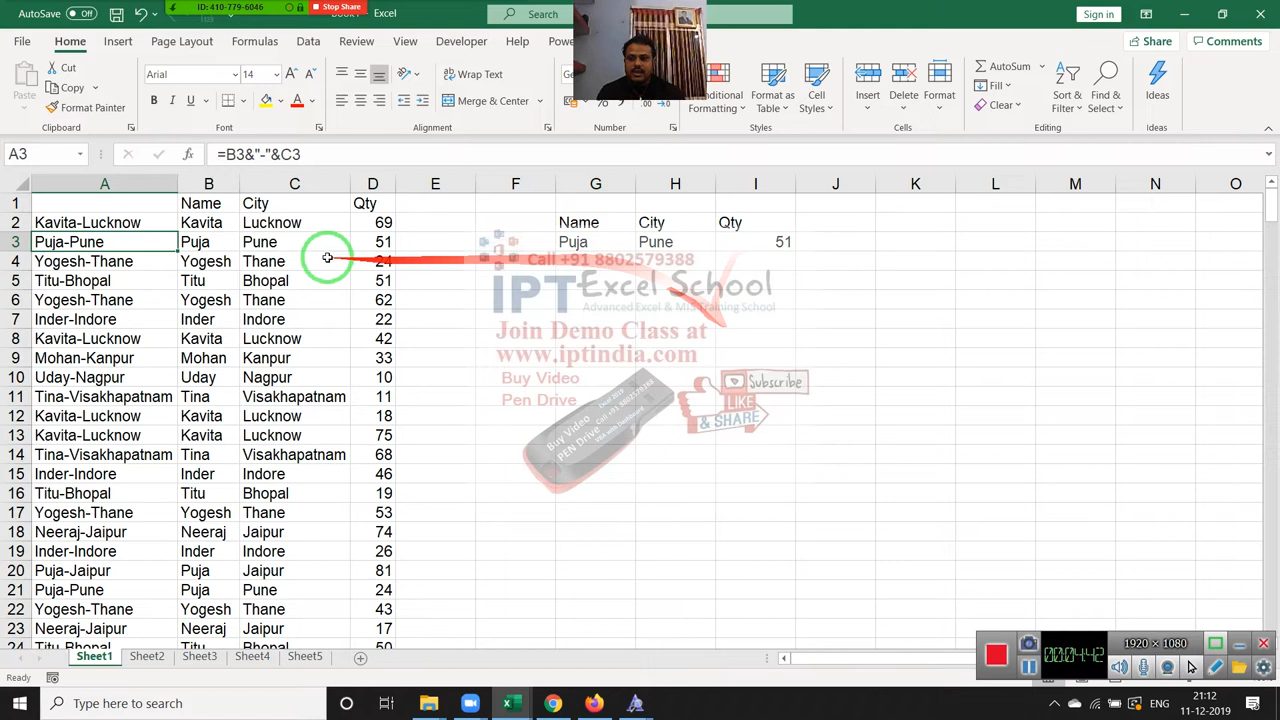 AutoSave Off
Excel
ID: 410-779-6046
Stop Share
Search
Sign in
File Home Insert Formulas Data Review View Developer
Share Comments
Cut
Copy
Format Painter
Paste
Clipboard
Arial 14
B I U
Font
Wrap Text
Merge & Center
Alignment
Number
Formatting
Format as Table
Cell Styles
Styles
Insert Delete Format
Cells
AutoSum
Fill
Clear
Sort & Filter
Find & Select
Editing
Ideas
Ideas
A3 fx =B3&"-"&C3
A B C D E F G H I J K L M N O
1 Name City Qty
2 Kavita-Lucknow Kavita Lucknow 69 Name City Qty
3 Puja-Pune Puja Pune 51 Puja Pune 51
4 Yogesh-Thane Yogesh Thane 24
5 Titu-Bhopal Titu Bhopal 51
6 Yogesh-Thane Yogesh Thane 62
7 Inder-Indore Inder Indore 22
8 Kavita-Lucknow Kavita Lucknow 42
9 Mohan-Kanpur Mohan Kanpur 33
10 Uday-Nagpur Uday Nagpur 10
11 Tina-Visakhapatnam Tina Visakhapatnam 11
12 Kavita-Lucknow Kavita Lucknow 18
13 Kavita-Lucknow Kavita Lucknow 75
14 Tina-Visakhapatnam Tina Visakhapatnam 68
15 Inder-Indore Inder Indore 46
16 Titu-Bhopal Titu Bhopal 19
17 Yogesh-Thane Yogesh Thane 53
18 Neeraj-Jaipur Neeraj Jaipur 74
19 Inder-Indore Inder Indore 26
20 Puja-Jaipur Puja Jaipur 81
21 Puja-Pune Puja Pune 24
22 Yogesh-Thane Yogesh Thane 43
23 Neeraj-Jaipur Neeraj Jaipur 17
24 Titu-Bhopal Titu Bhopal 50
Call +91 8802579388
IPT Excel School
Advanced Excel & MIS Training School
Join Demo Class at
www.iptindia.com
Buy Video
Pen Drive
Subscribe
LIKE
& SHARE
Buy Video
PEN Drive
Sheet1 Sheet2 Sheet3 Sheet4 Sheet5
Ready
00:04:42
1920 × 1080
Type here to search
ENG
21:12
11-12-2019